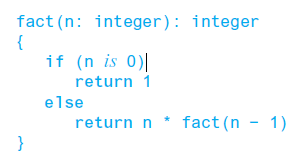 fact(n: integer): integer
{
if (n is 0)
return 1
else
return n * fact(n − 1)
}